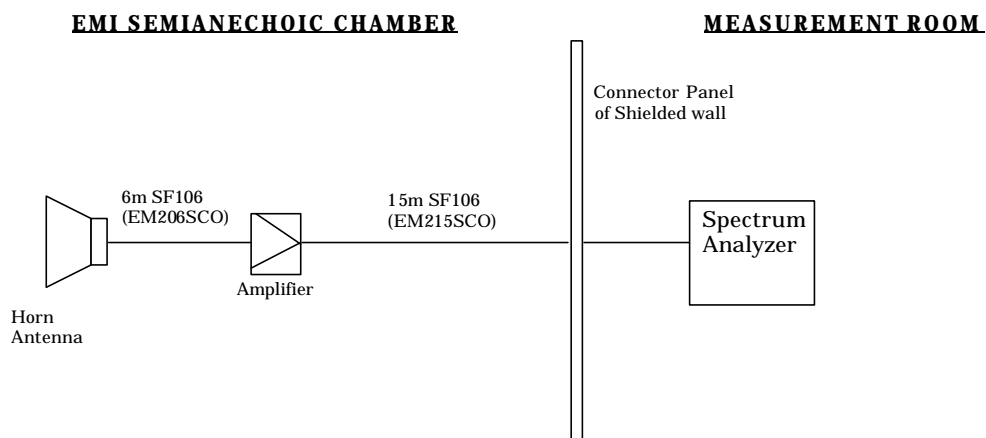 EMI SEMIANECHOIC CHAMBER
MEASUREMENT ROOM
Connector Panel
of Shielded wall
6m SF106
(EM206SCO)
15m SF106
(EM215SCO)
Spectrum
Analyzer
Amplifier
Horn
Antenna